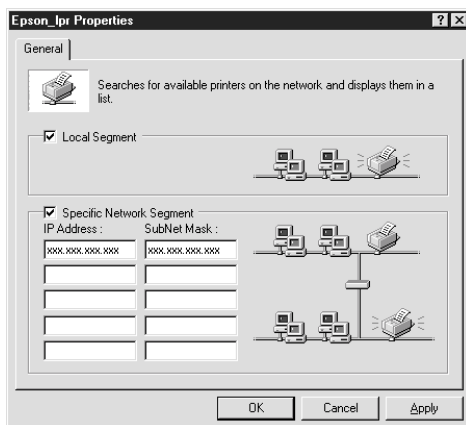 Epson_lpr Properties
General
Searches for available printers on the network and displays them in a
list.
Local Segment
Specific Network Segment
IP Address : SubNet Mask :
xxx.xxx.xxx.xxx xxx.xxx.xxx.xxx
OK Cancel Apply